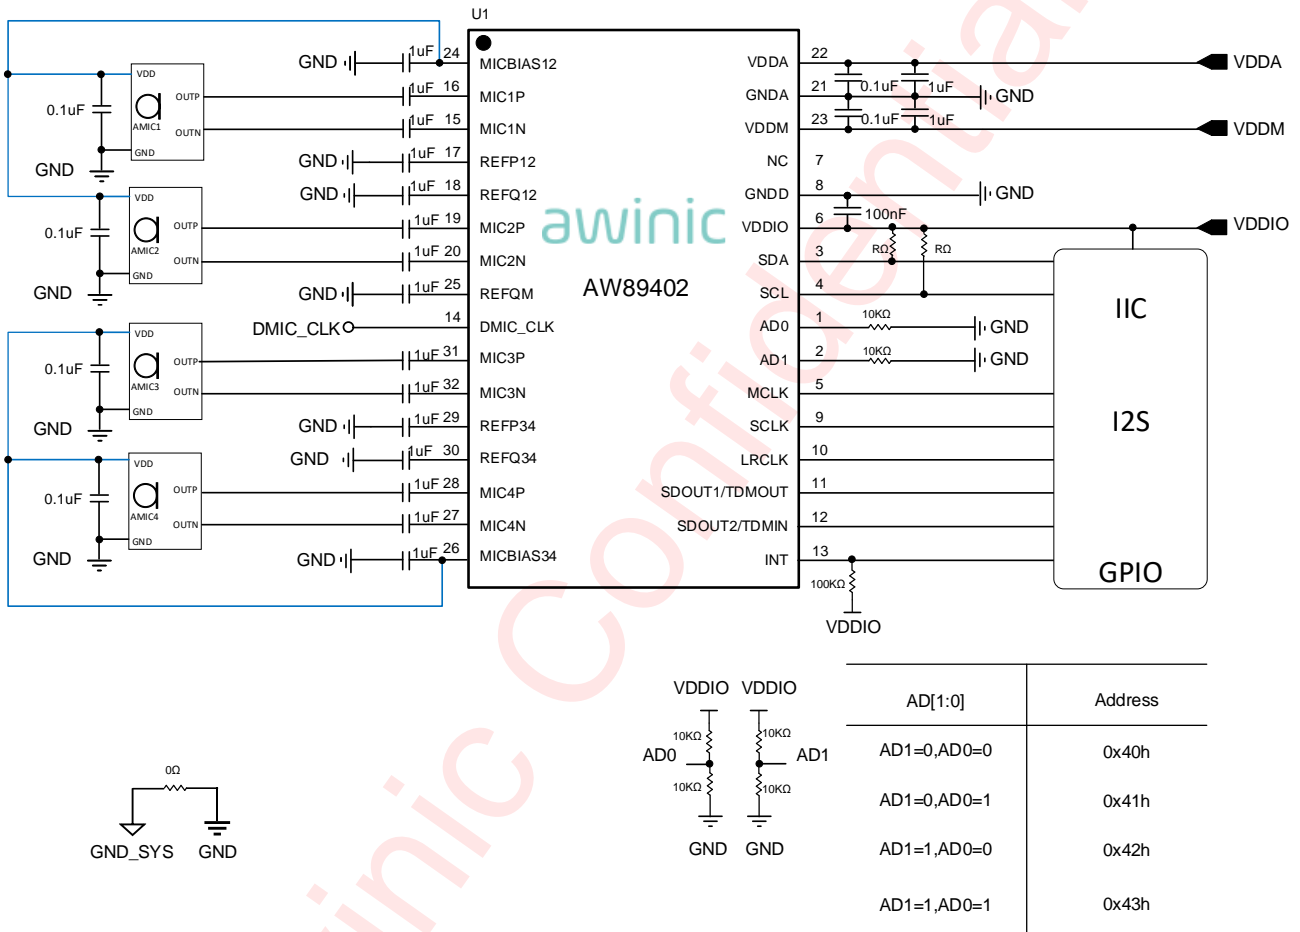 U1
GND
1uF 24
MICBIAS12
VDDA
22
VDDA
VDD
OUTP
0.1uF
AMIC1
OUTN
GND
GND
1uF 16
MIC1P
GNDA
21
0.1uF
1uF
GND
1uF 15
MIC1N
VDDM
23
0.1uF
1uF
VDDM
GND
1uF 17
REFP12
NC
7
GND
1uF 18
REFQ12
GNDD
8
GND
VDD
OUTP
0.1uF
AMIC2
OUTN
GND
GND
1uF 19
MIC2P
awinic
VDDIO
6
100nF
VDDIO
1uF 20
MIC2N
SDA
3
RΩ
RΩ
GND
1uF 25
REFQM
AW89402
SCL
4
IIC
DMIC_CLK
14
DMIC_CLK
AD0
1
10KΩ
GND
VDD
OUTP
0.1uF
AMIC3
OUTN
GND
GND
1uF 31
MIC3P
AD1
2
10KΩ
GND
1uF 32
MIC3N
MCLK
5
GND
1uF 29
REFP34
SCLK
9
I2S
GND
1uF 30
REFQ34
LRCLK
10
VDD
OUTP
0.1uF
AMIC4
OUTN
GND
GND
1uF 28
MIC4P
SDOUT1/TDMOUT
11
1uF 27
MIC4N
SDOUT2/TDMIN
12
GND
1uF 26
MICBIAS34
INT
13
GPIO
100KΩ
VDDIO
VDDIO VDDIO
10KΩ
10KΩ
AD0
AD1
10KΩ
10KΩ
GND GND
0Ω
GND_SYS GND
AD[1:0] Address
AD1=0,AD0=0 0x40h
AD1=0,AD0=1 0x41h
AD1=1,AD0=0 0x42h
AD1=1,AD0=1 0x43h
inic Confidential